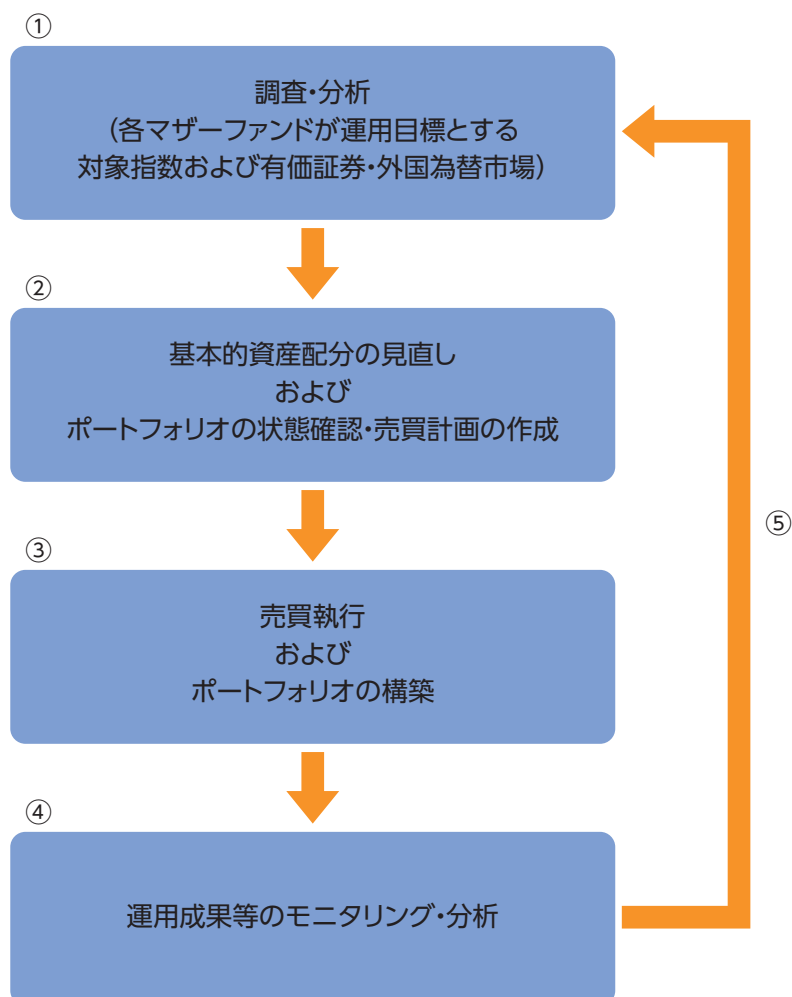 ①
調査・分析
(各マザーファンドが運用目標とする
対象指数および有価証券・外国為替市場)
②
基本的資産配分の見直し
および
ポートフォリオの状態確認・売買計画の作成
③
売買執行
および
ポートフォリオの構築
④
運用成果等のモニタリング・分析
⑤